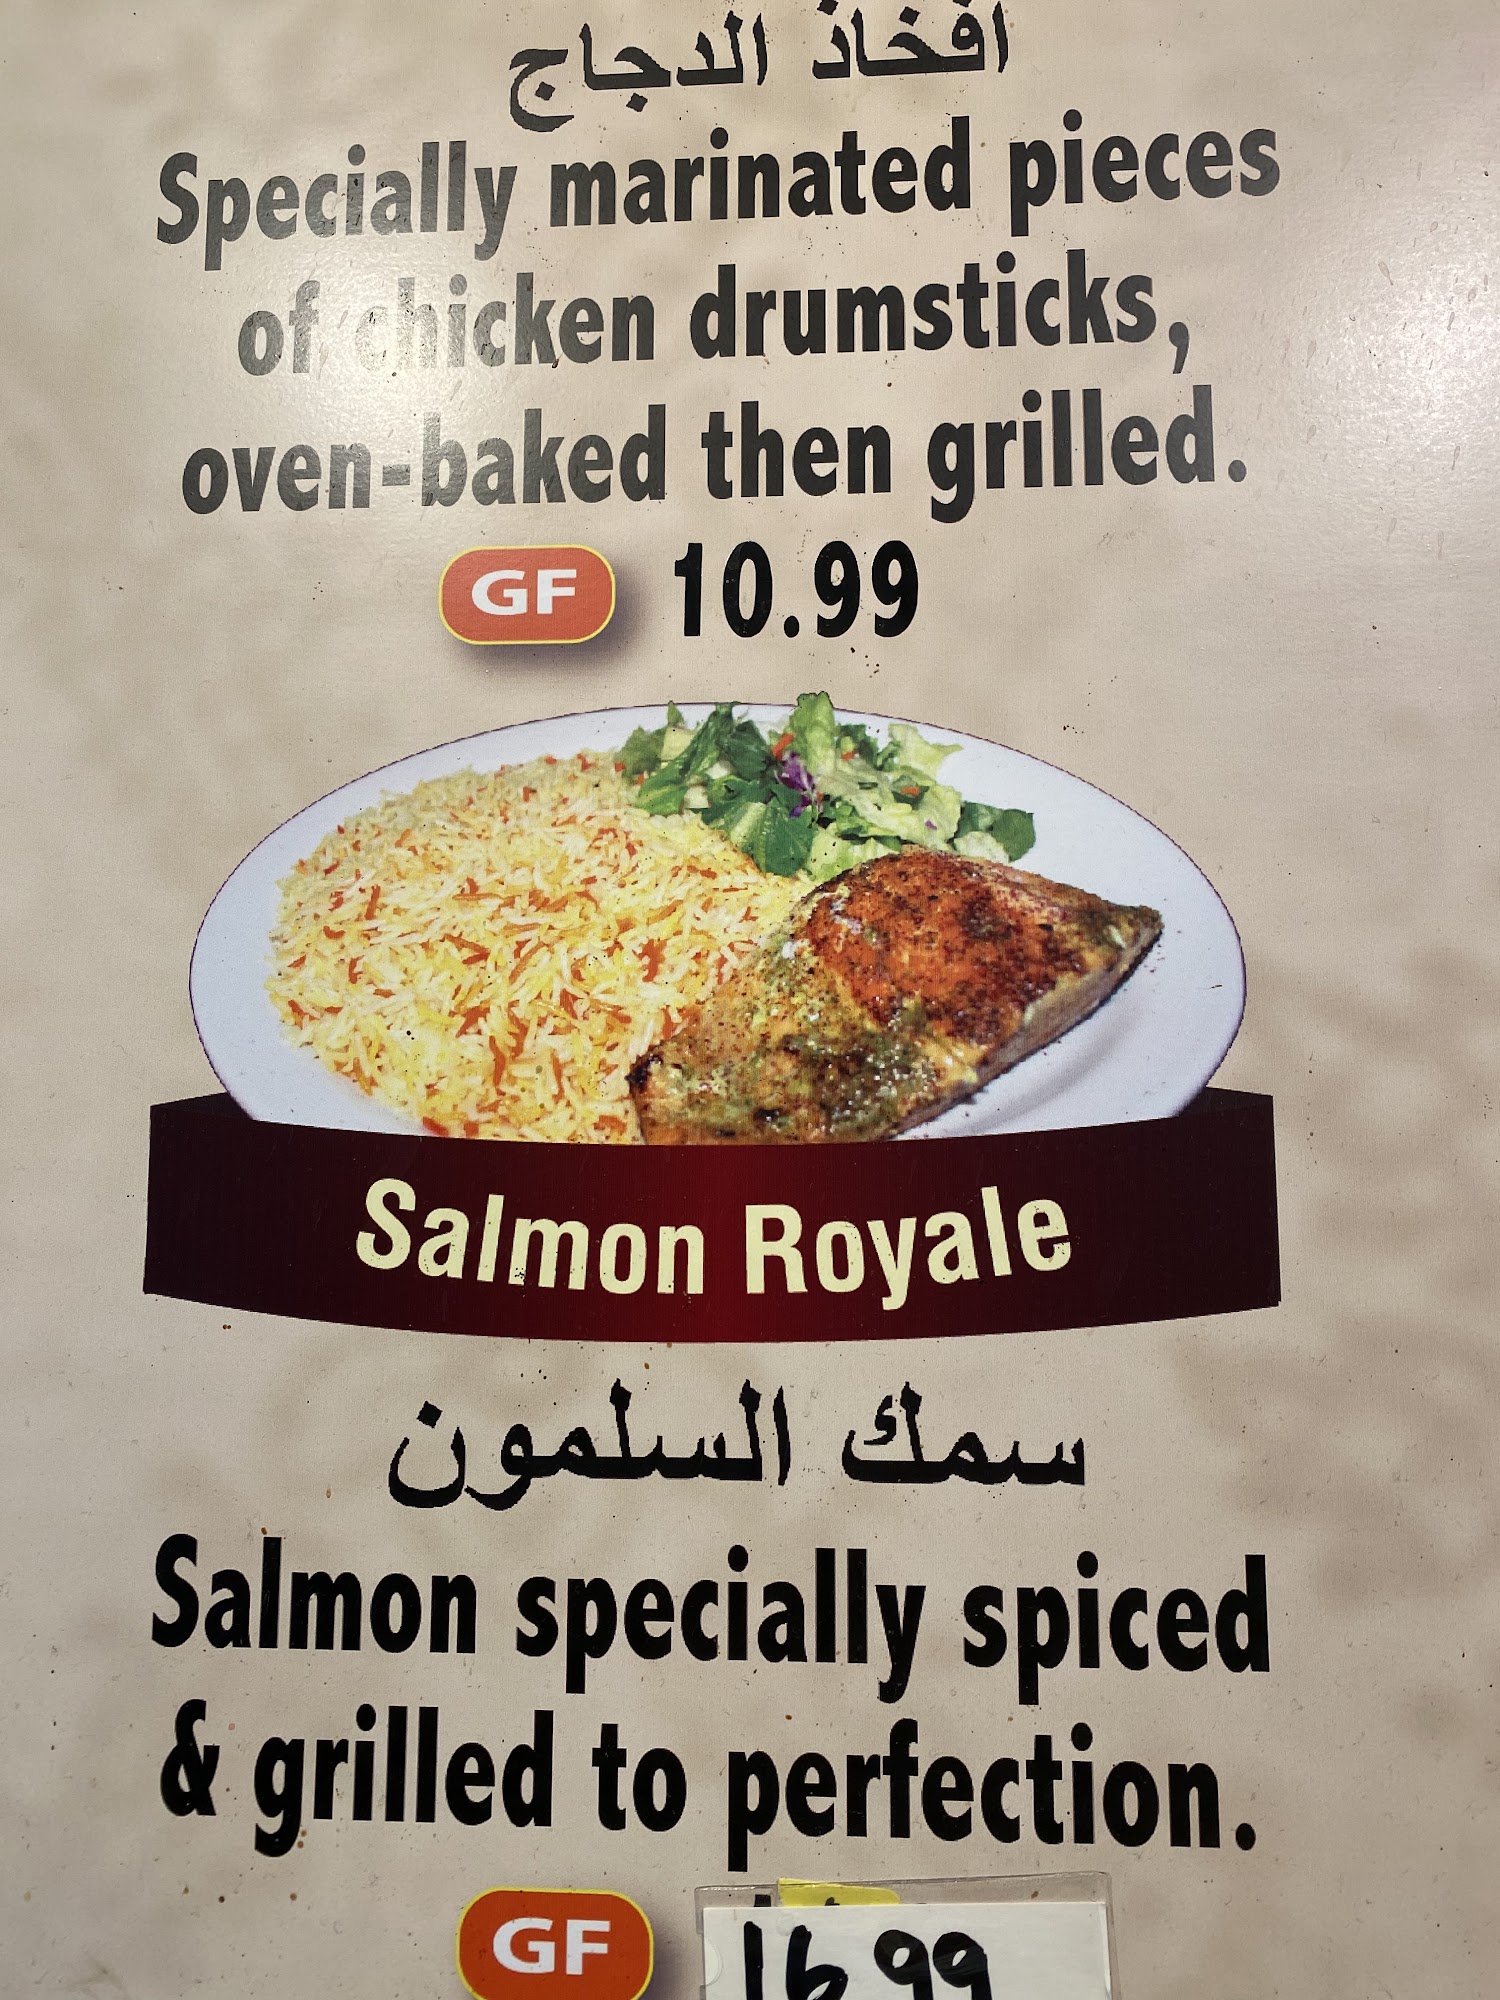 افخاذ الدجاج
Specially marinated pieces
of chicken drumsticks,
oven-baked then grilled.
GF 10.99
Salmon Royale
سمك السلمون
Salmon specially spiced
& grilled to perfection.
GF 16.99